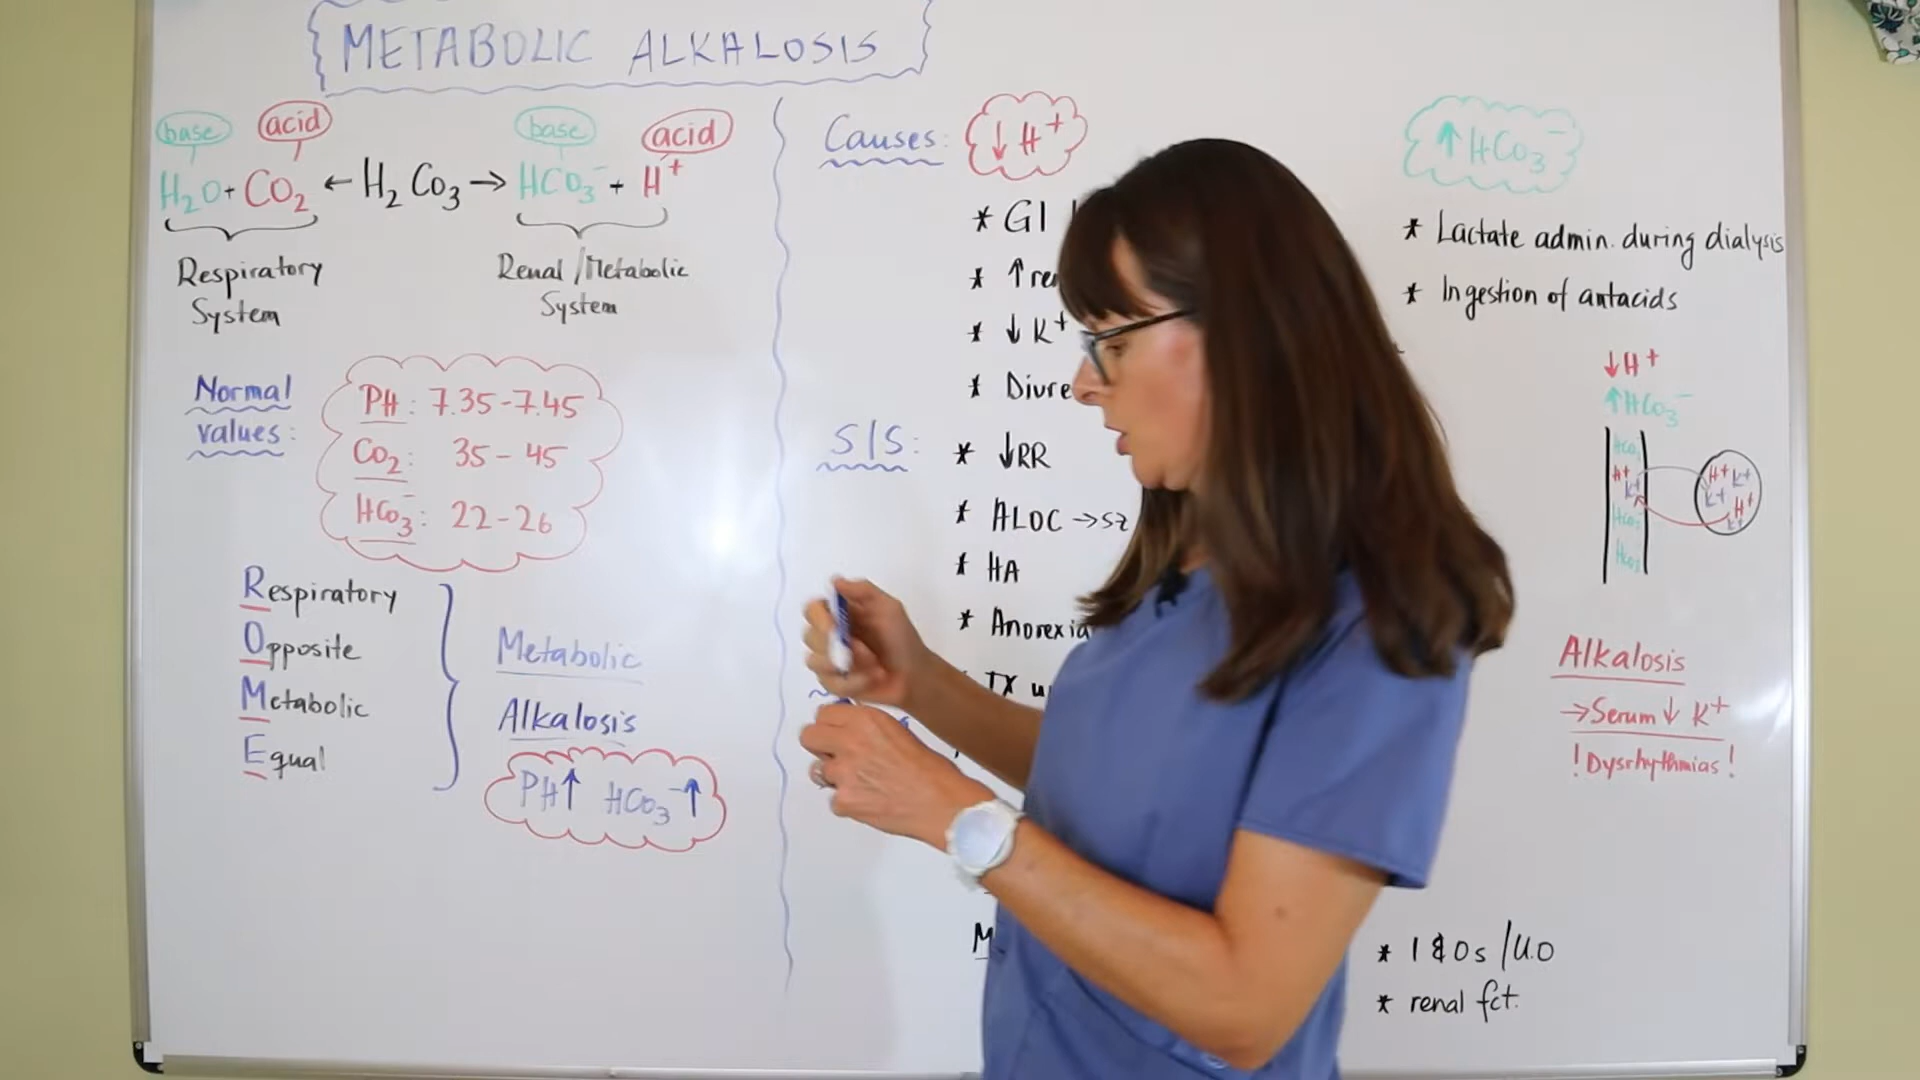 METABOLIC ALKALOSIS
base acid base acid
H₂O + CO₂ ← H₂CO₃ → HCO₃⁻ + H⁺
Respiratory
System
Renal/Metabolic
System
Normal
values:
PH: 7.35-7.45
CO₂: 35-45
HCO₃⁻: 22-26
Respiratory
Opposite
Metabolic
Equal
Metabolic
Alkalosis
PH↑ HCO₃⁻↑
Causes:
↓H⁺
* GI
* ↑
* ↓K⁺
*
S/S:
* ↓RR
* ALOC → SZ
* HA
* Anorexia
TX
↑HCO₃⁻
* Lactate admin. during dialysis
* Ingestion of antacids
↓H⁺
↑HCO₃⁻
HCO₃
H⁺
K⁺
HCO₃
HCO₃
H⁺ K⁺
K⁺ H⁺
K⁺
Alkalosis
→ Serum ↓ K⁺
! Dysrhythmias !
* I & Os / U.O
* renal fct.